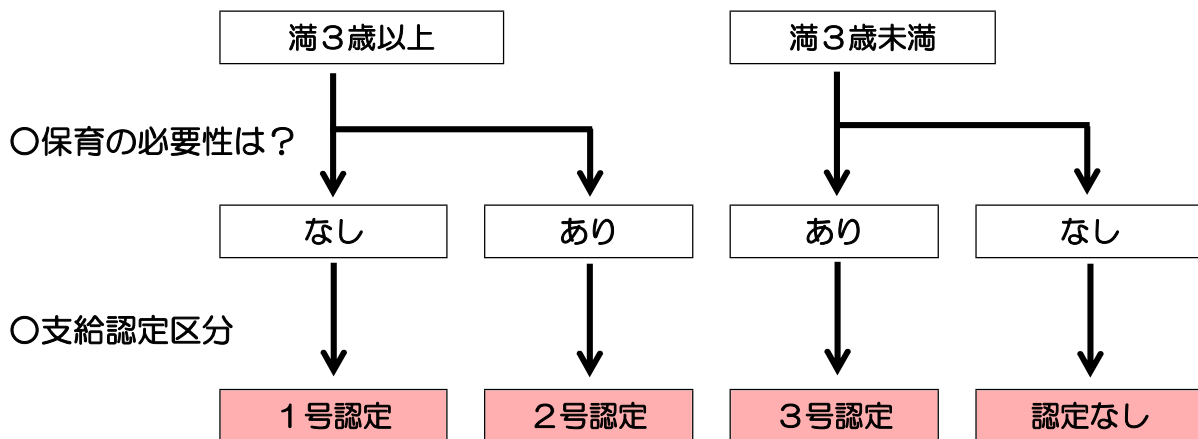 満３歳以上
満３歳未満
○保育の必要性は？
なし
あり
あり
なし
○支給認定区分
１号認定
２号認定
３号認定
認定なし